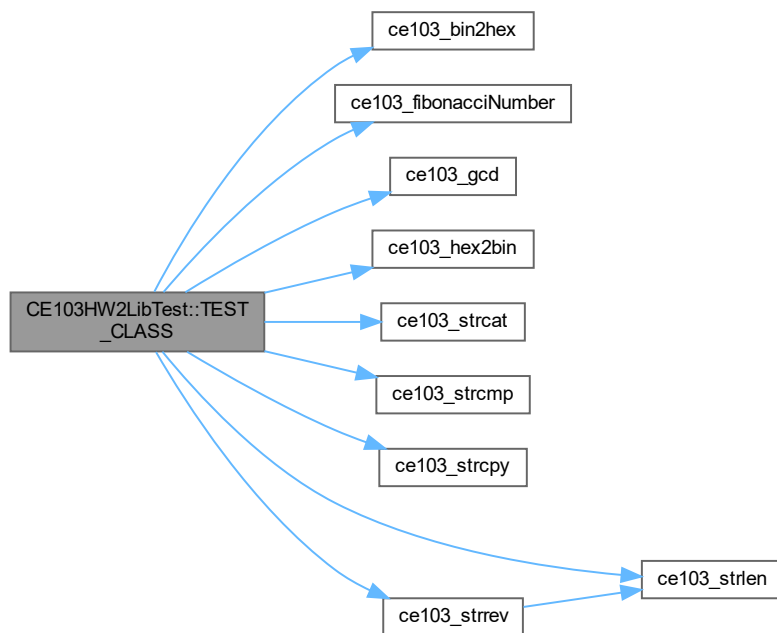 ce103_bin2hex
ce103_fibonacciNumber
ce103_gcd
ce103_hex2bin
CE103HW2LibTest::TEST
_CLASS
ce103_strcat
ce103_strcmp
ce103_strcpy
ce103_strlen
ce103_strrev